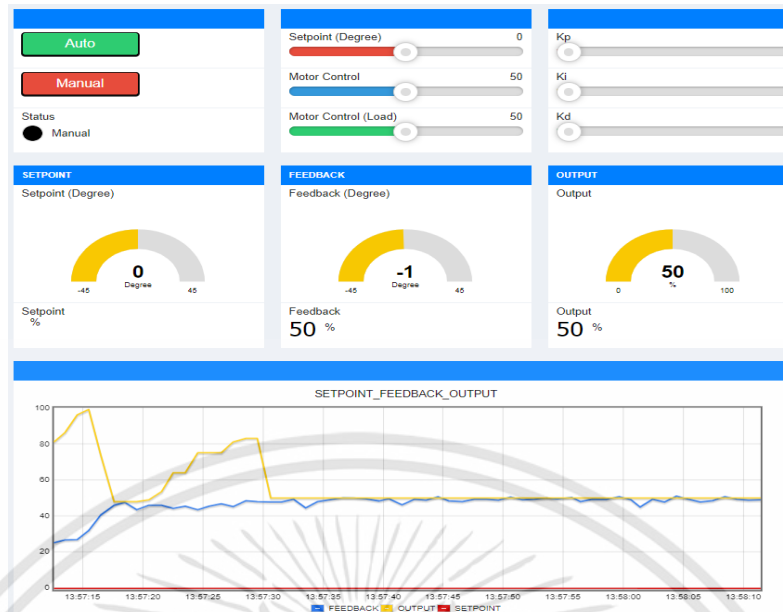 Auto
Manual
Status
Manual
Setpoint (Degree) 0
Motor Control 50
Motor Control (Load) 50
Kp
Ki
Kd
SETPOINT
Setpoint (Degree)
0
Degree
-45 45
Setpoint
%
FEEDBACK
Feedback (Degree)
-1
Degree
-45 45
Feedback
50 %
OUTPUT
Output
50
%
0 100
Output
50 %
SETPOINT_FEEDBACK_OUTPUT
100
80
60
40
20
0
13:57:15 13:57:20 13:57:25 13:57:30 13:57:35 13:57:40 13:57:45 13:57:50 13:57:55 13:58:00 13:58:05 13:58:10
FEEDBACK OUTPUT SETPOINT